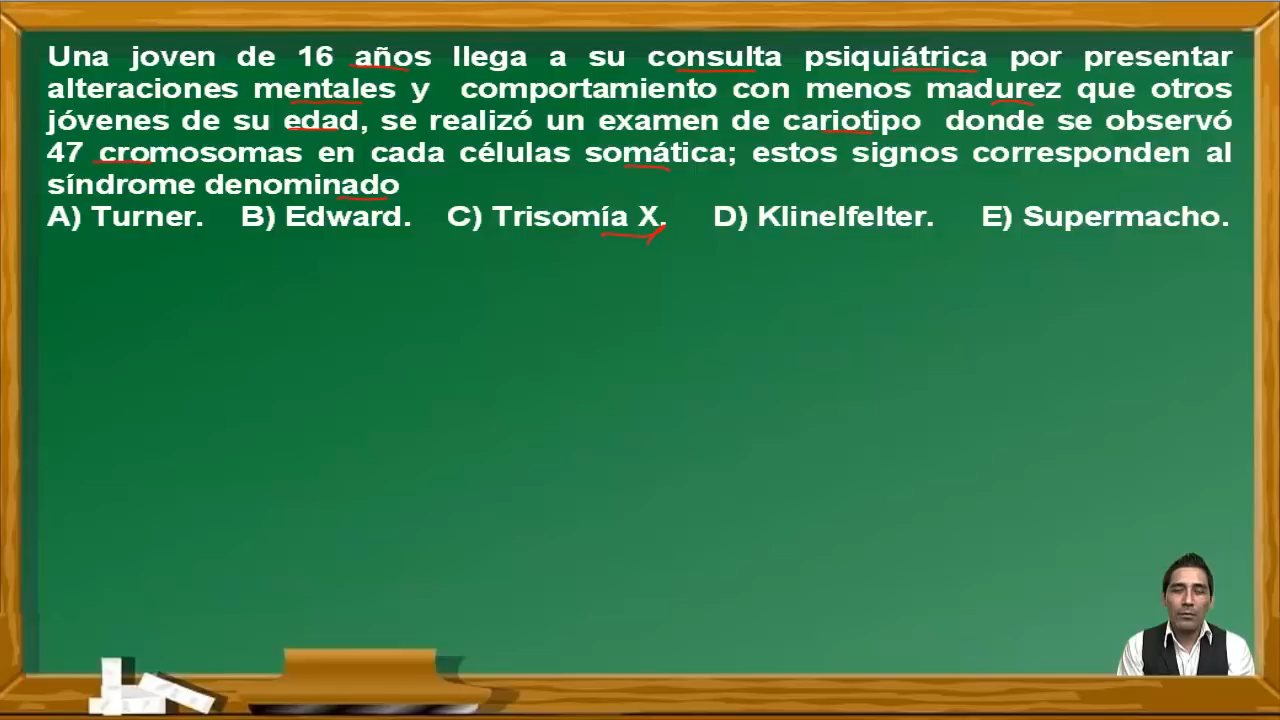 Una joven de 16 años llega a su consulta psiquiátrica por presentar
alteraciones mentales y comportamiento con menos madurez que otros
jóvenes de su edad, se realizó un examen de cariotipo donde se observó
47 cromosomas en cada células somática; estos signos corresponden al
síndrome denominado
A) Turner. B) Edward. C) Trisomía X. D) Klinelfelter. E) Supermacho.